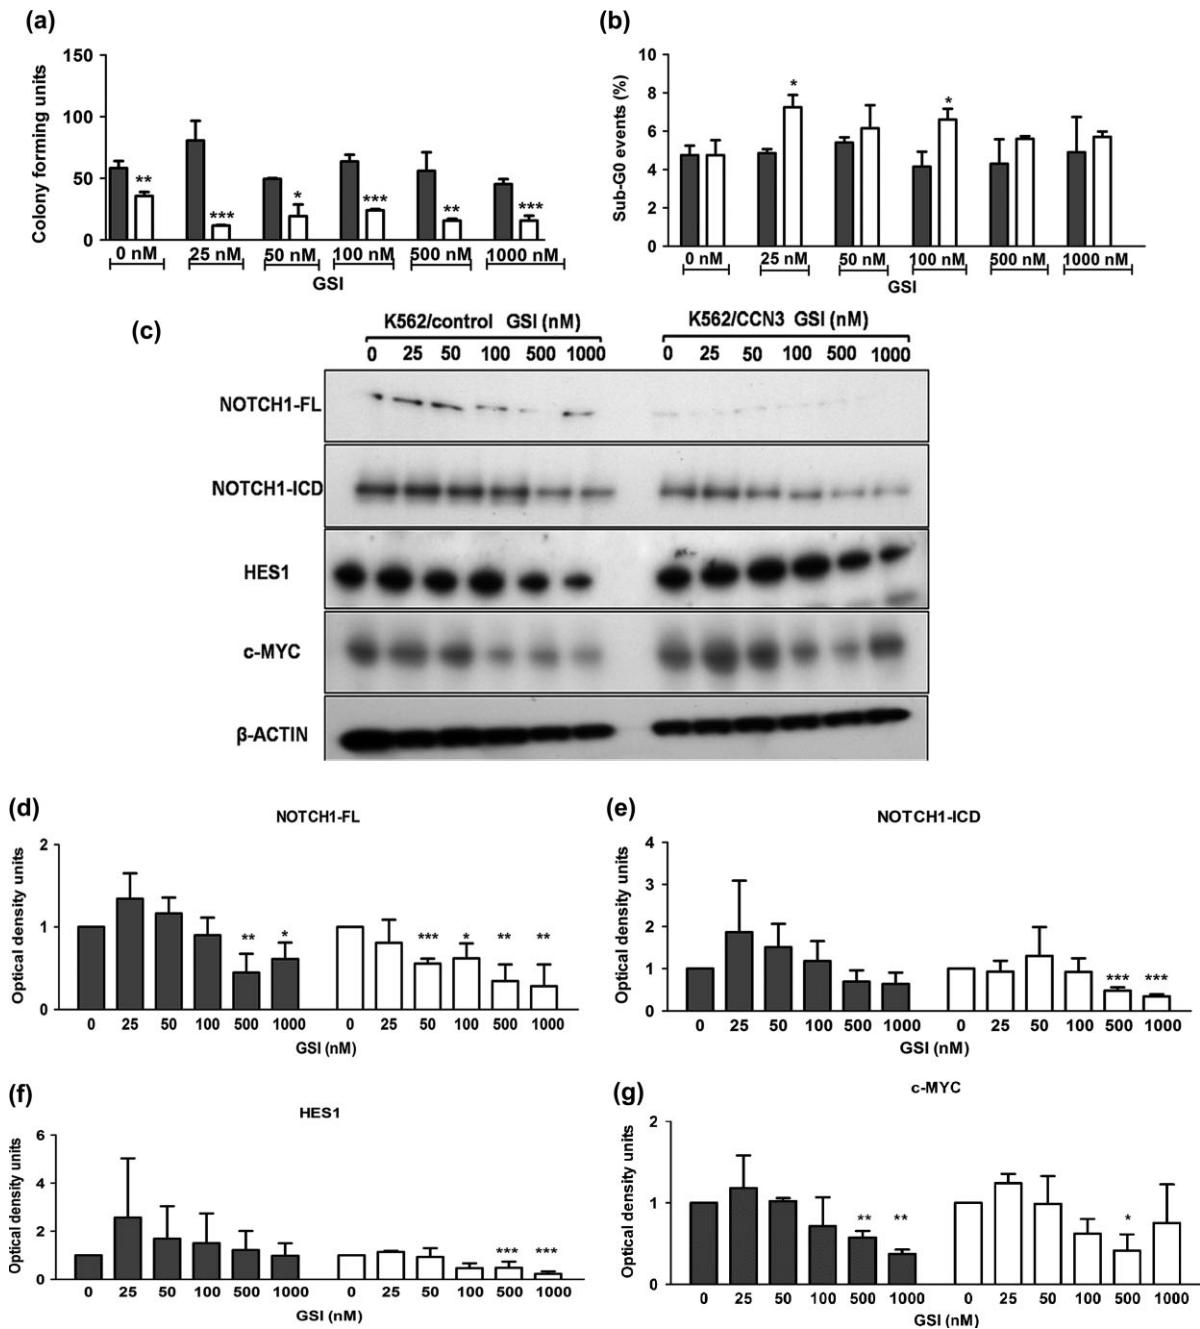 (a)
150
100
50
0
Colony forming units
** *** * *** ** ***
0 nM 25 nM 50 nM 100 nM 500 nM 1000 nM
GSI
(b)
10
8
6
4
2
0
Sub-G0 events (%)
* *
0 nM 25 nM 50 nM 100 nM 500 nM 1000 nM
GSI
(c)
K562/control GSI (nM) K562/CCN3 GSI (nM)
0 25 50 100 500 1000 0 25 50 100 500 1000
NOTCH1-FL
NOTCH1-ICD
HES1
c-MYC
β-ACTIN
(d)
NOTCH1-FL
2
1
0
Optical density units
** * *** * ** **
0 25 50 100 500 1000 0 25 50 100 500 1000
GSI (nM)
(e)
NOTCH1-ICD
4
3
2
1
0
Optical density units
*** ***
0 25 50 100 500 1000 0 25 50 100 500 1000
GSI (nM)
(f)
HES1
6
4
2
0
Optical density units
*** ***
0 25 50 100 500 1000 0 25 50 100 500 1000
GSI (nM)
(g)
c-MYC
2
1
0
Optical density units
** ** *
0 25 50 100 500 1000 0 25 50 100 500 1000
GSI (nM)